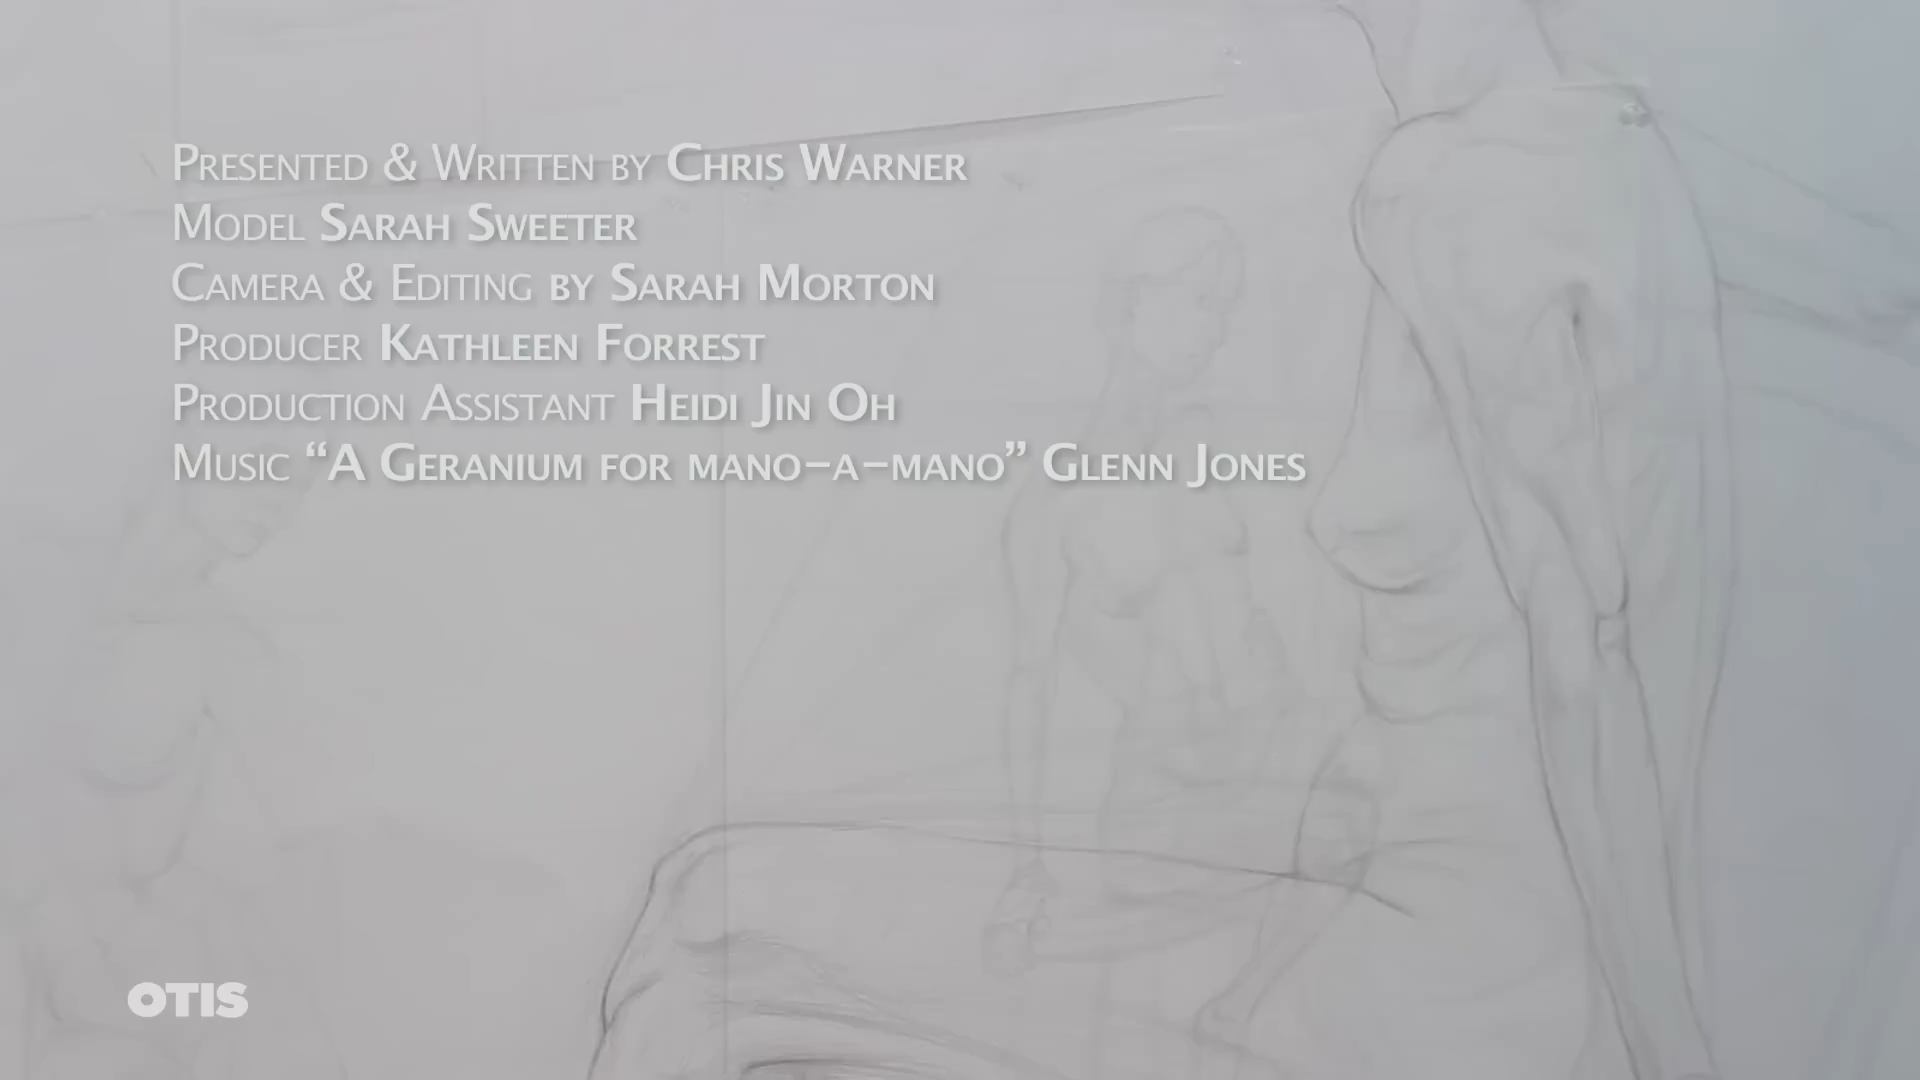 Presented & Written by Chris Warner
Model Sarah Sweeter
Camera & Editing by Sarah Morton
Producer Kathleen Forrest
Production Assistant Heidi Jin Oh
Music “A Geranium for mano-a-mano” Glenn Jones
OTIS